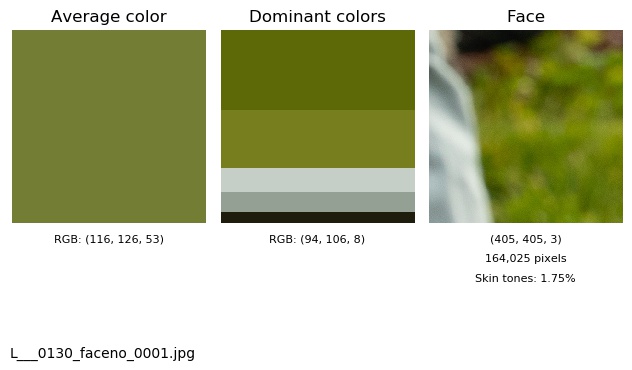 Average color
Dominant colors
Face
RGB: (116, 126, 53)
RGB: (94, 106, 8)
(405, 405, 3)
164,025 pixels
Skin tones: 1.75%
L___0130_faceno_0001.jpg